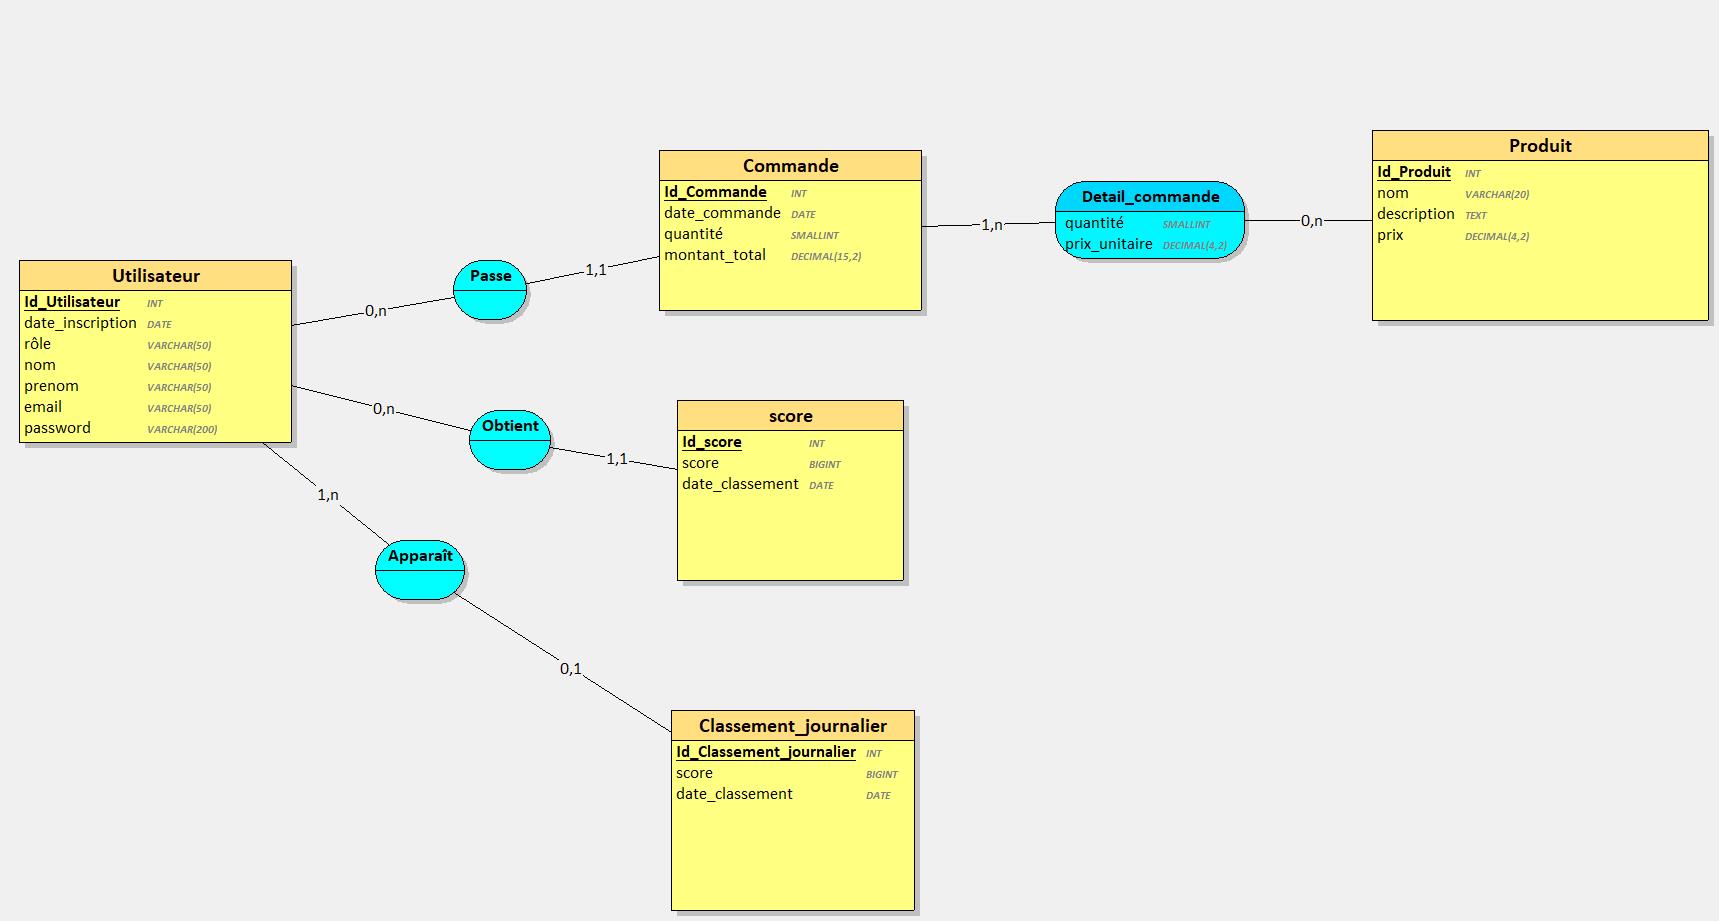 Utilisateur
Id_Utilisateur INT
date_inscription DATE
rôle VARCHAR(50)
nom VARCHAR(50)
prenom VARCHAR(50)
email VARCHAR(50)
password VARCHAR(200)
0,n
Passe
1,1
Commande
Id_Commande INT
date_commande DATE
quantité SMALLINT
montant_total DECIMAL(15,2)
1,n
Detail_commande
quantité SMALLINT
prix_unitaire DECIMAL(4,2)
0,n
Produit
Id_Produit INT
nom VARCHAR(20)
description TEXT
prix DECIMAL(4,2)
0,n
Obtient
1,1
score
Id_score INT
score BIGINT
date_classement DATE
1,n
Apparaît
0,1
Classement_journalier
Id_Classement_journalier INT
score BIGINT
date_classement DATE